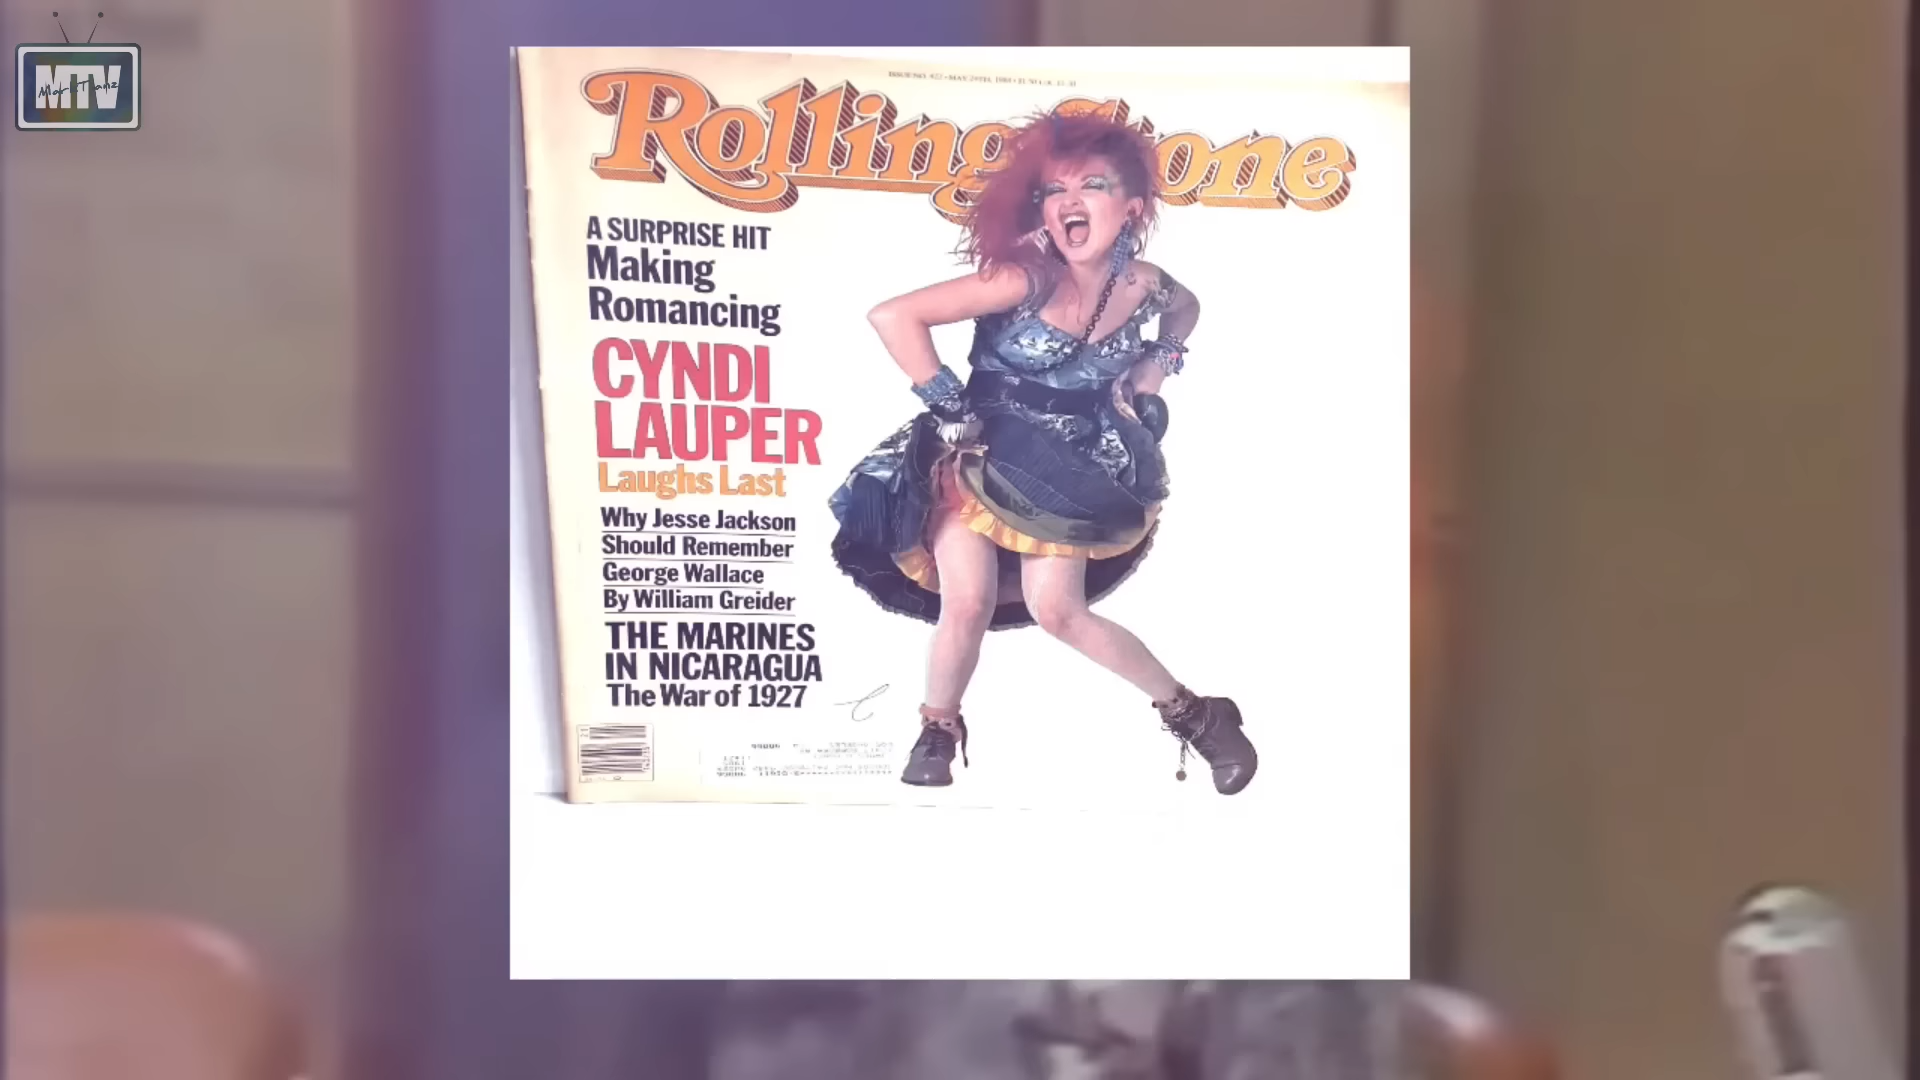 MTV
Rolling Stone
A SURPRISE HIT
Making
Romancing
CYNDI
LAUPER
Laughs Last
Why Jesse Jackson
Should Remember
George Wallace
By William Greider
THE MARINES
IN NICARAGUA
The War of 1927